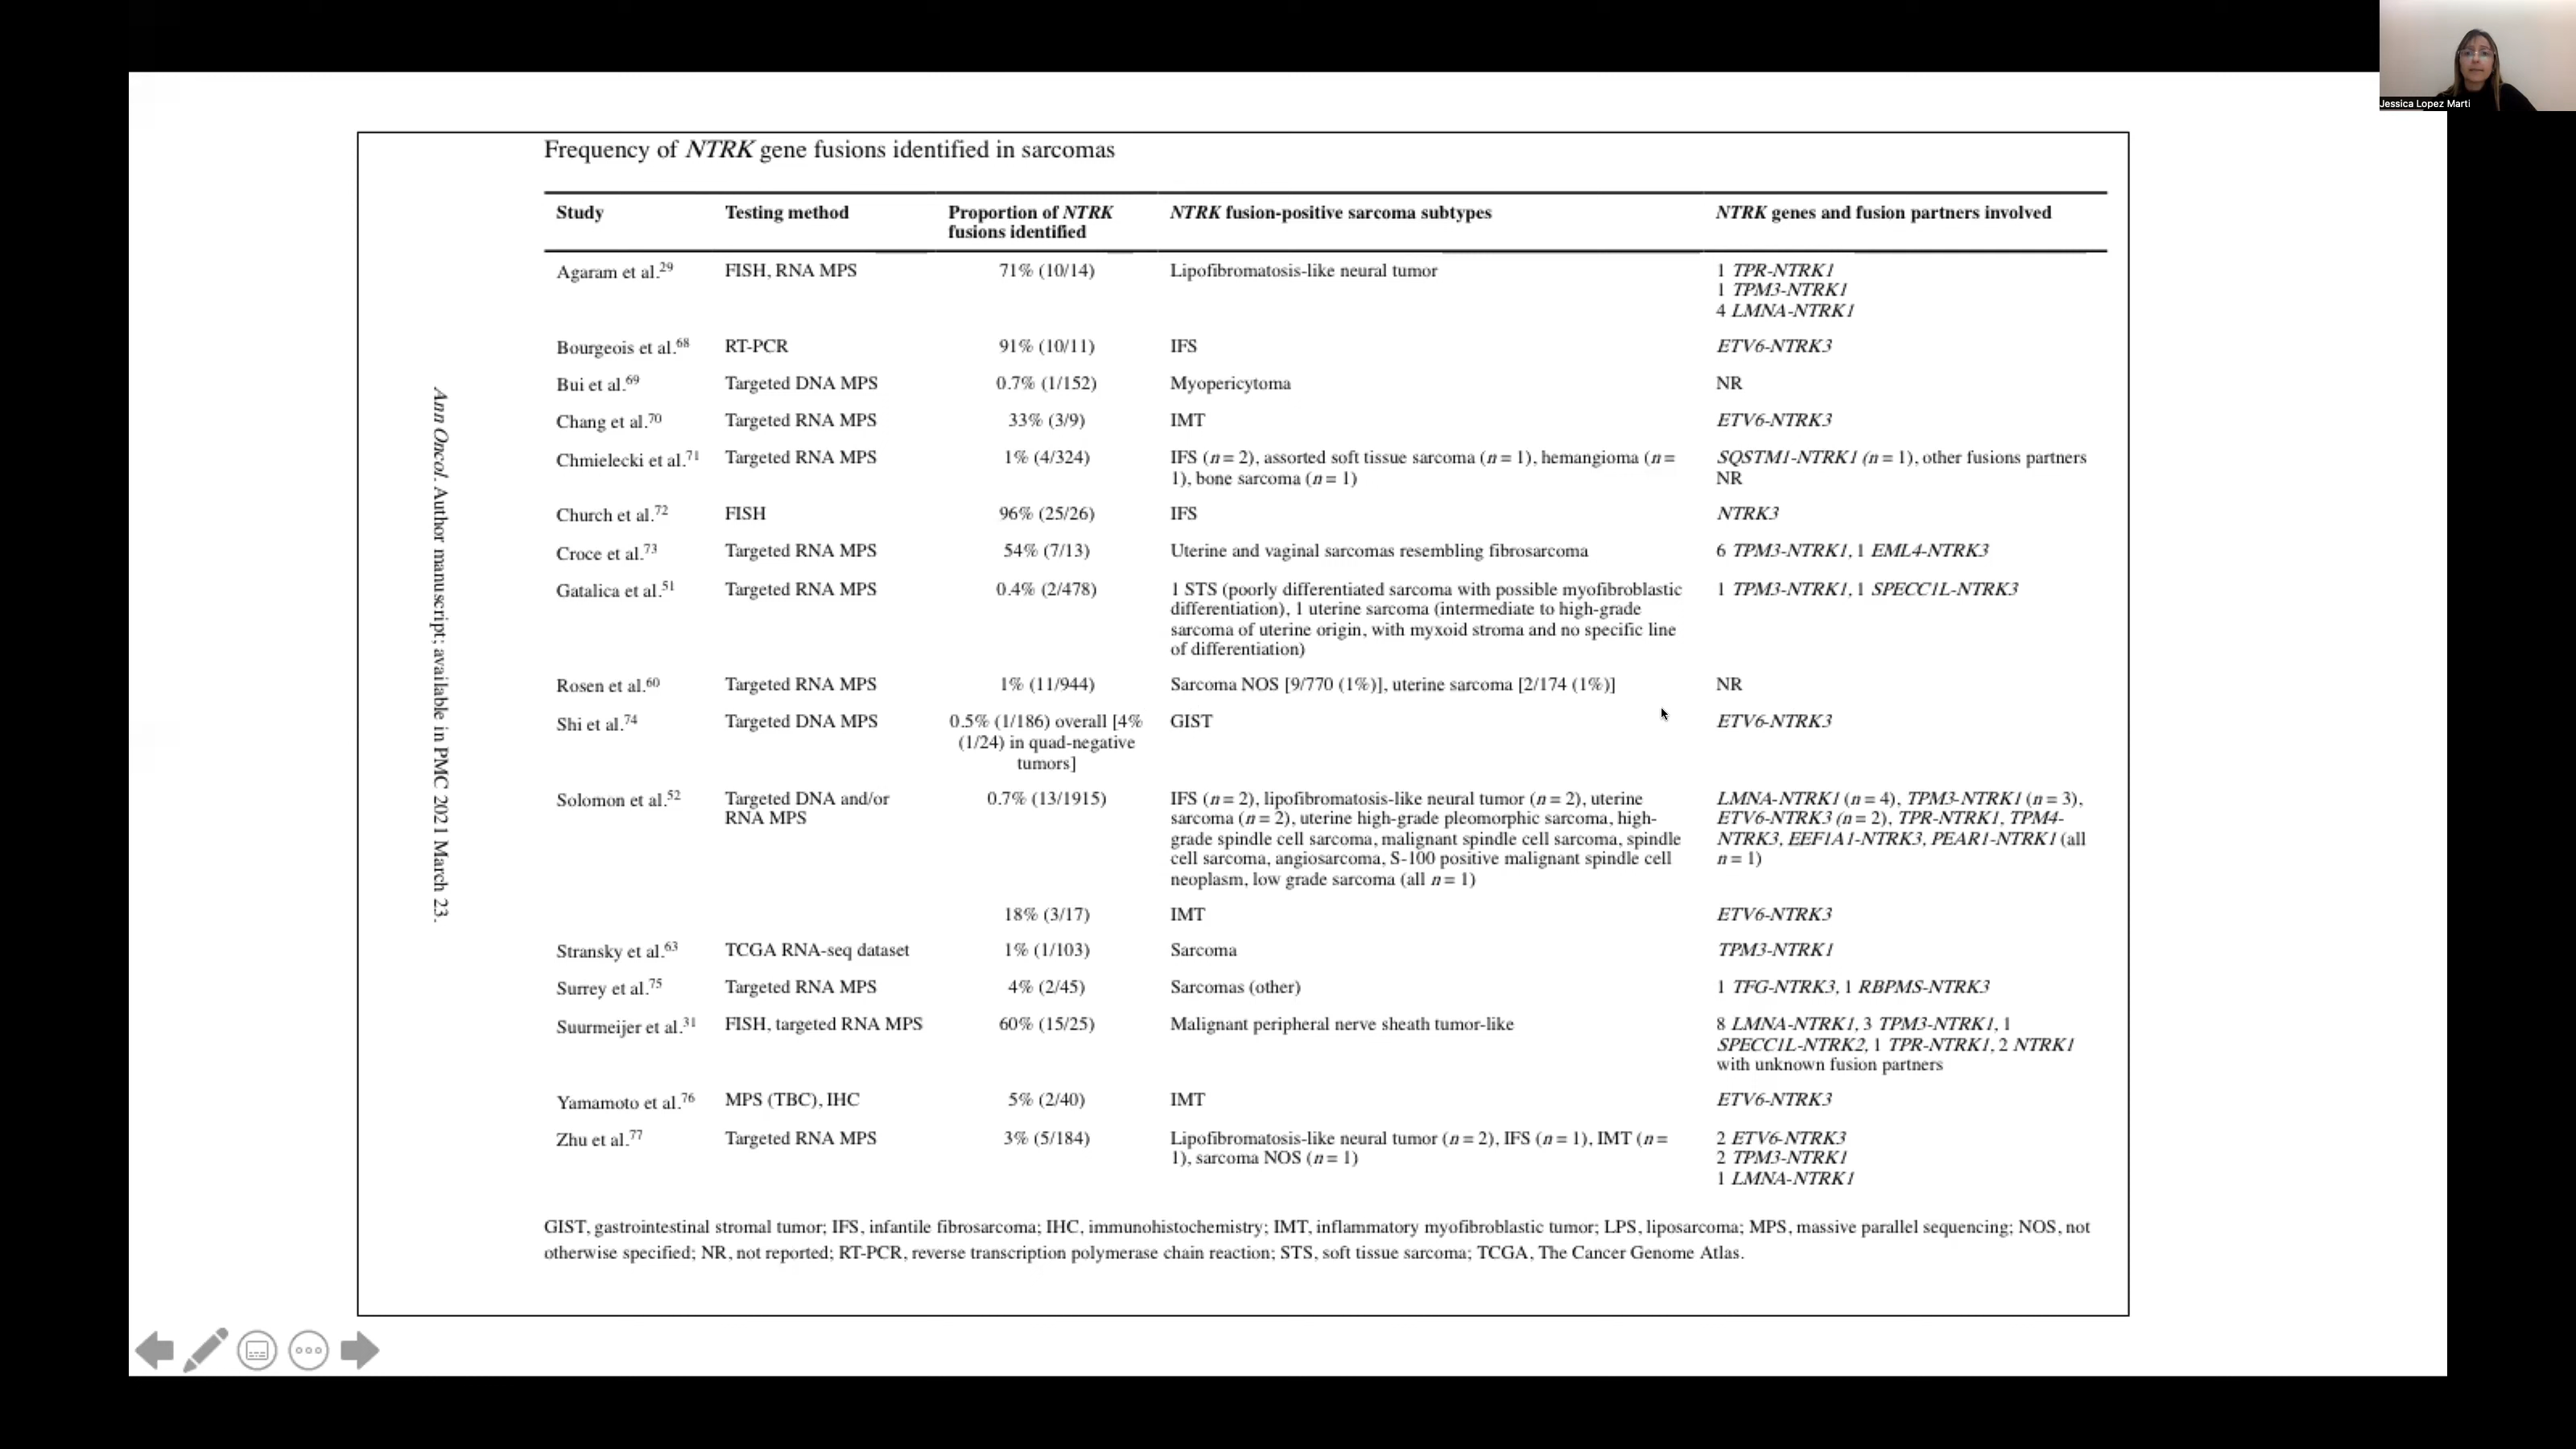 Jessica Lopez Marti
Frequency of NTRK gene fusions identified in sarcomas
Study Testing method Proportion of NTRK fusions identified NTRK fusion-positive sarcoma subtypes NTRK genes and fusion partners involved
Agaram et al.29 FISH, RNA MPS 71% (10/14) Lipofibromatosis-like neural tumor 1 TPR-NTRK1
1 TPM3-NTRK1
4 LMNA-NTRK1
Bourgeois et al.68 RT-PCR 91% (10/11) IFS ETV6-NTRK3
Bui et al.69 Targeted DNA MPS 0.7% (1/152) Myopericytoma NR
Chang et al.70 Targeted RNA MPS 33% (3/9) IMT ETV6-NTRK3
Chmielecki et al.71 Targeted RNA MPS 1% (4/324) IFS (n = 2), assorted soft tissue sarcoma (n = 1), hemangioma (n = SQSTM1-NTRK1 (n = 1), other fusions partners
1), bone sarcoma (n = 1) NR
Church et al.72 FISH 96% (25/26) IFS NTRK3
Croce et al.73 Targeted RNA MPS 54% (7/13) Uterine and vaginal sarcomas resembling fibrosarcoma 6 TPM3-NTRK1, 1 EML4-NTRK3
Gatalica et al.51 Targeted RNA MPS 0.4% (2/478) 1 STS (poorly differentiated sarcoma with possible myofibroblastic 1 TPM3-NTRK1, 1 SPECC1L-NTRK3
differentiation), 1 uterine sarcoma (intermediate to high-grade
sarcoma of uterine origin, with myxoid stroma and no specific line
of differentiation)
Rosen et al.60 Targeted RNA MPS 1% (11/944) Sarcoma NOS [9/770 (1%)], uterine sarcoma [2/174 (1%)] NR
Shi et al.74 Targeted DNA MPS 0.5% (1/186) overall [4% GIST ETV6-NTRK3
(1/24) in quad-negative
tumors]
Solomon et al.52 Targeted DNA and/or 0.7% (13/1915) IFS (n = 2), lipofibromatosis-like neural tumor (n = 2), uterine LMNA-NTRK1 (n = 4), TPM3-NTRK1 (n = 3),
RNA MPS sarcoma (n = 2), uterine high-grade pleomorphic sarcoma, high- ETV6-NTRK3 (n = 2), TPR-NTRK1, TPM4-
grade spindle cell sarcoma, malignant spindle cell sarcoma, spindle NTRK3, EEF1A1-NTRK3, PEAR1-NTRK1 (all
cell sarcoma, angiosarcoma, S-100 positive malignant spindle cell n = 1)
neoplasm, low grade sarcoma (all n = 1)
18% (3/17) IMT ETV6-NTRK3
Stransky et al.63 TCGA RNA-seq dataset 1% (1/103) Sarcoma TPM3-NTRK1
Surrey et al.75 Targeted RNA MPS 4% (2/45) Sarcomas (other) 1 TFG-NTRK3, 1 RBPMS-NTRK3
Suurmeijer et al.31 FISH, targeted RNA MPS 60% (15/25) Malignant peripheral nerve sheath tumor-like 8 LMNA-NTRK1, 3 TPM3-NTRK1, 1
SPECC1L-NTRK2, 1 TPR-NTRK1, 2 NTRK1
with unknown fusion partners
Yamamoto et al.76 MPS (TBC), IHC 5% (2/40) IMT ETV6-NTRK3
Zhu et al.77 Targeted RNA MPS 3% (5/184) Lipofibromatosis-like neural tumor (n = 2), IFS (n = 1), IMT (n = 2 ETV6-NTRK3
1), sarcoma NOS (n = 1) 2 TPM3-NTRK1
1 LMNA-NTRK1
GIST, gastrointestinal stromal tumor; IFS, infantile fibrosarcoma; IHC, immunohistochemistry; IMT, inflammatory myofibroblastic tumor; LPS, liposarcoma; MPS, massive parallel sequencing; NOS, not
otherwise specified; NR, not reported; RT-PCR, reverse transcription polymerase chain reaction; STS, soft tissue sarcoma; TCGA, The Cancer Genome Atlas.
Ann Oncol. Author manuscript; available in PMC 2021 March 23.